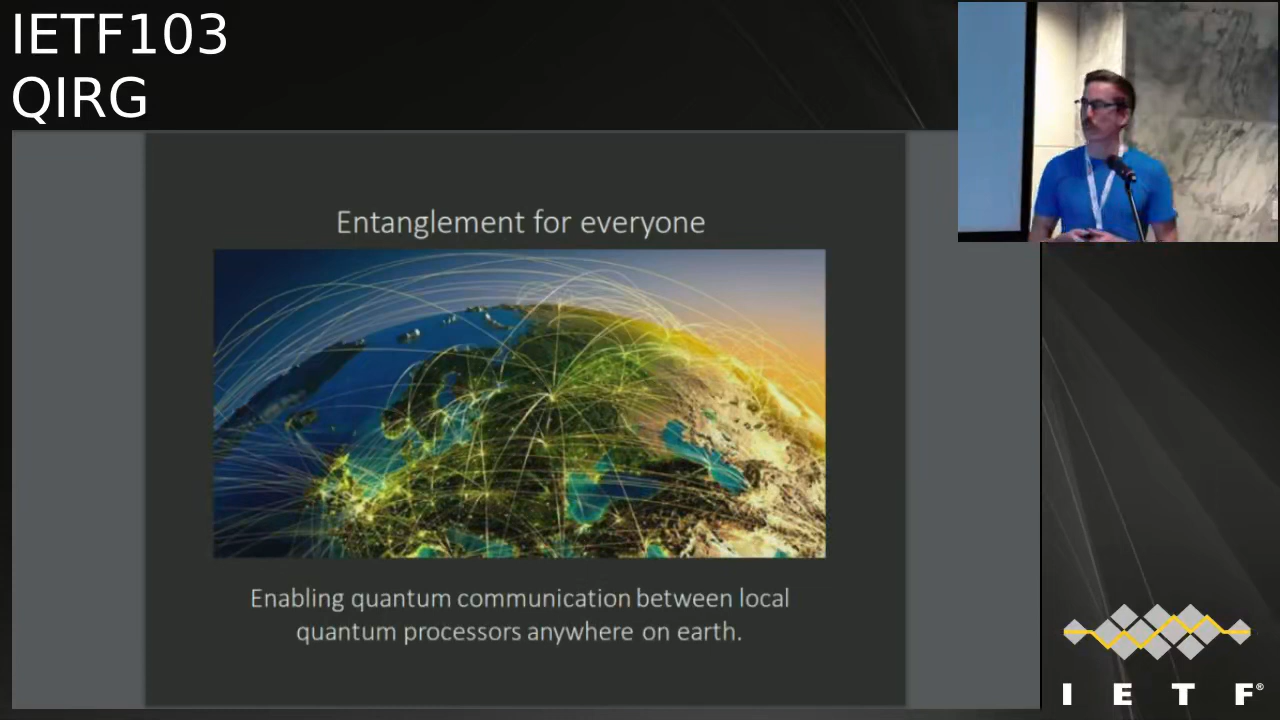 IETF103
QIRG
Entanglement for everyone
Enabling quantum communication between local
quantum processors anywhere on earth.
I E T F®